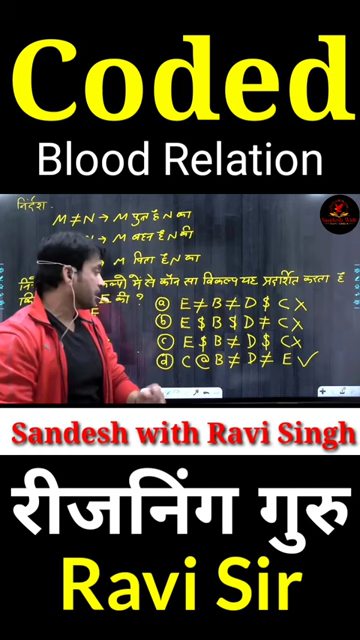 Coded
Blood Relation
निर्देश.
M ≠ N → M पुत्र है N का
N → M बहन है N की
M पिता है N का
में से कौन सा विकल्प यह प्रदर्शित करता है
की ?
(a) E ≠ B ≠ D $ C X
(b) E $ B $ D ≠ C X
(c) E $ B ≠ D $ C X
(d) C @ B ≠ D ≠ E ✓
E
Sandesh with Ravi Singh
रीजनिंग गुरु
Ravi Sir